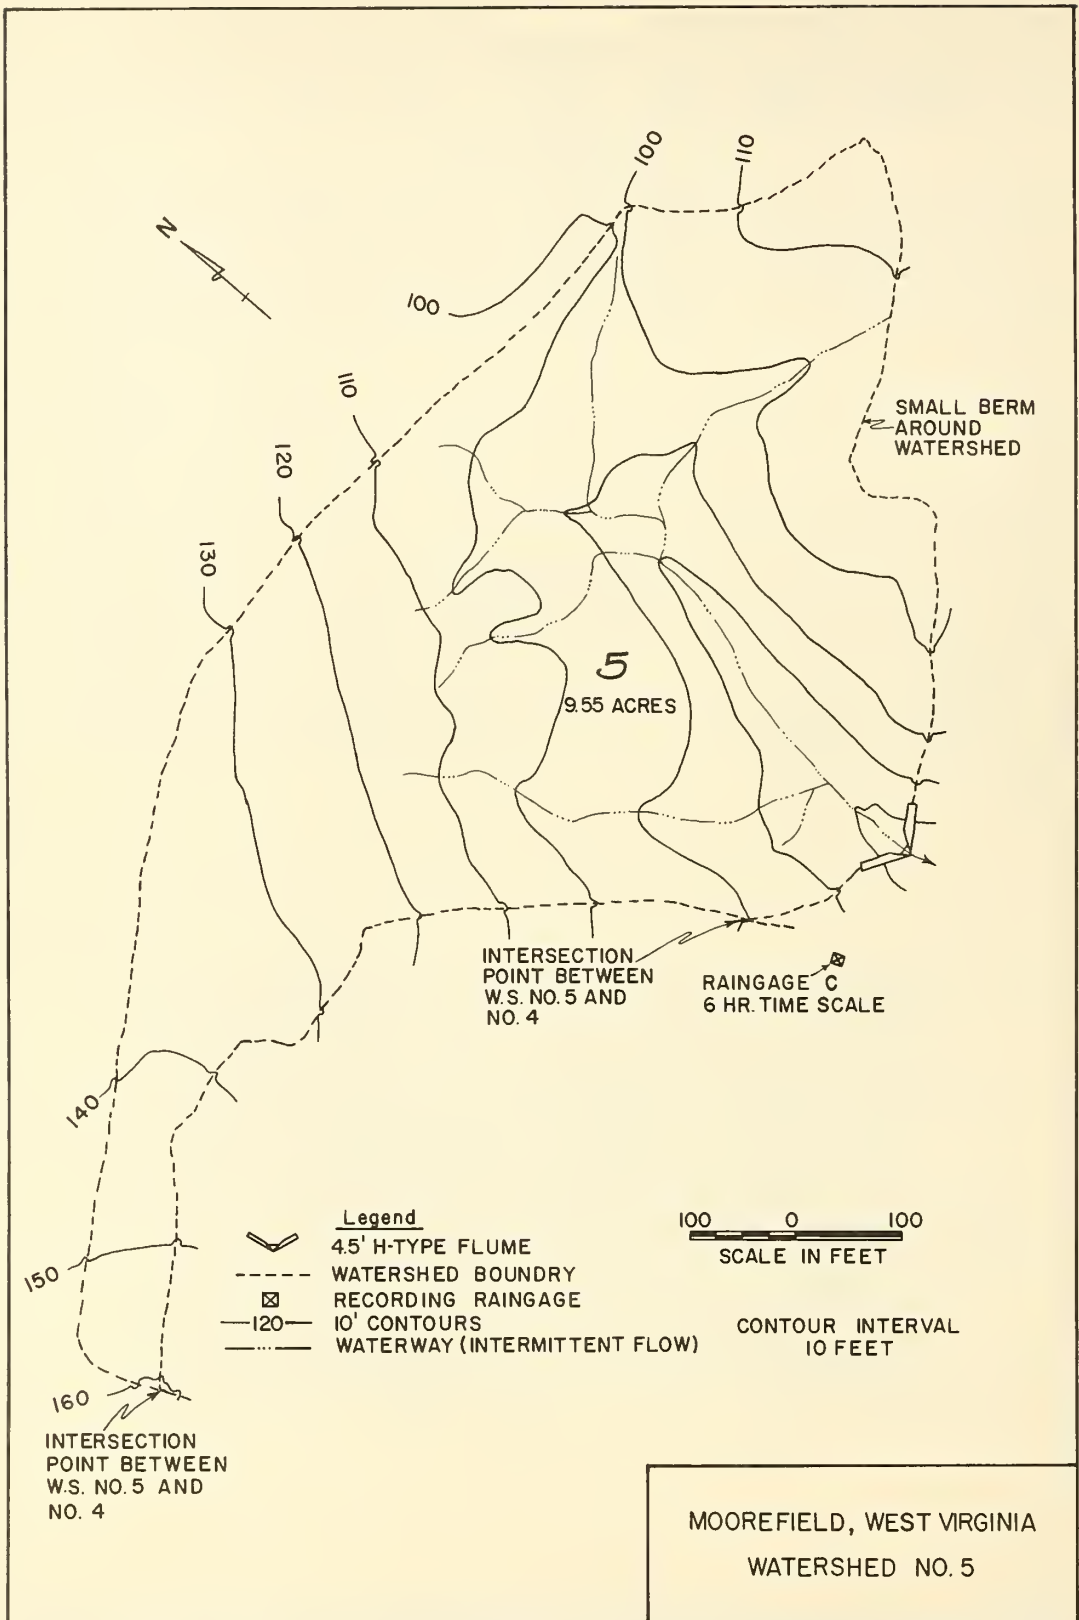 100
110
N
100
110
120
130
SMALL BERM
AROUND
WATERSHED
5
9.55 ACRES
INTERSECTION
POINT BETWEEN
W.S. NO. 5 AND
NO. 4
RAINGAGE C
6 HR. TIME SCALE
140
150
160
INTERSECTION
POINT BETWEEN
W.S. NO. 5 AND
NO. 4
Legend
4.5' H-TYPE FLUME
WATERSHED BOUNDRY
RECORDING RAINGAGE
120 10' CONTOURS
WATERWAY (INTERMITTENT FLOW)
100 0 100
SCALE IN FEET
CONTOUR INTERVAL
10 FEET
MOOREFIELD, WEST VIRGINIA
WATERSHED NO. 5